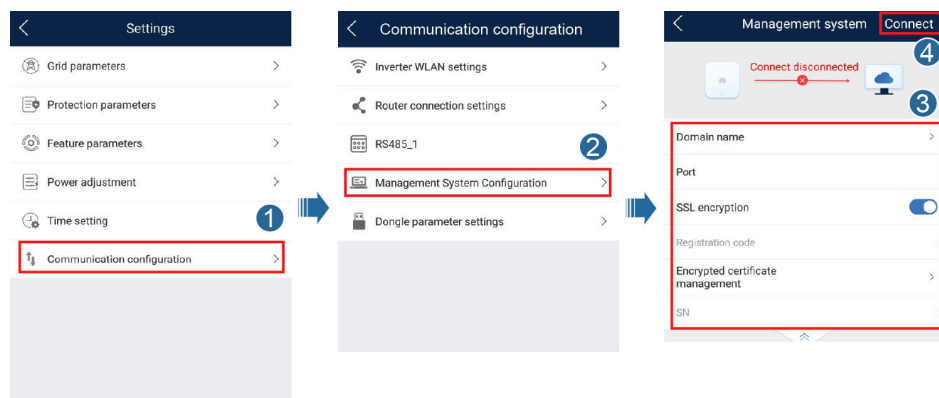 Settings
Grid parameters
Protection parameters
Feature parameters
Power adjustment
Time setting
1
Communication configuration
Communication configuration
Inverter WLAN settings
Router connection settings
RS485_1
2
Management System Configuration
Dongle parameter settings
Management system
Connect
4
Connect disconnected
3
Domain name
Port
SSL encryption
Registration code
Encrypted certificate
management
SN